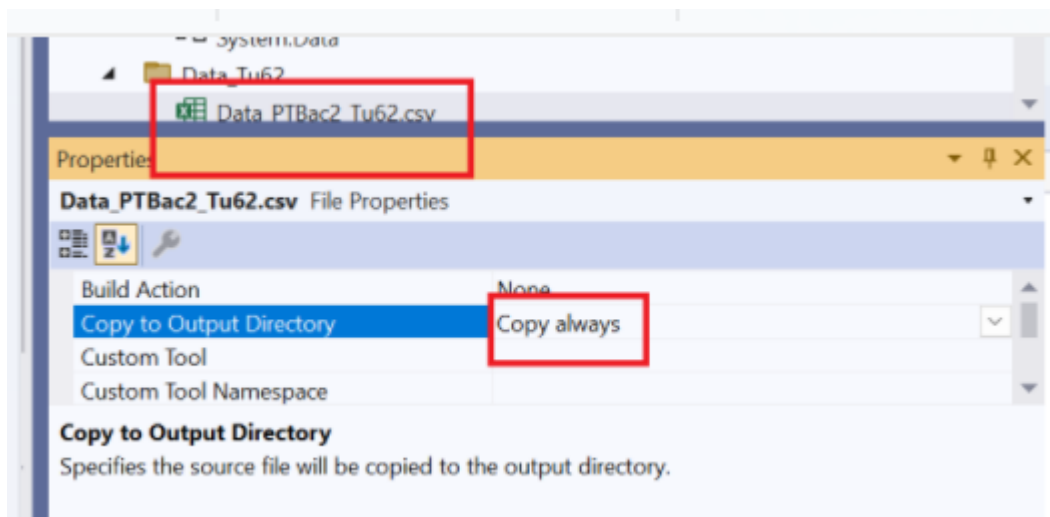 System.Data
Data_Tu62
Data_PTBac2_Tu62.csv
Properties
Data_PTBac2_Tu62.csv File Properties
Build Action None
Copy to Output Directory Copy always
Custom Tool
Custom Tool Namespace
Copy to Output Directory
Specifies the source file will be copied to the output directory.